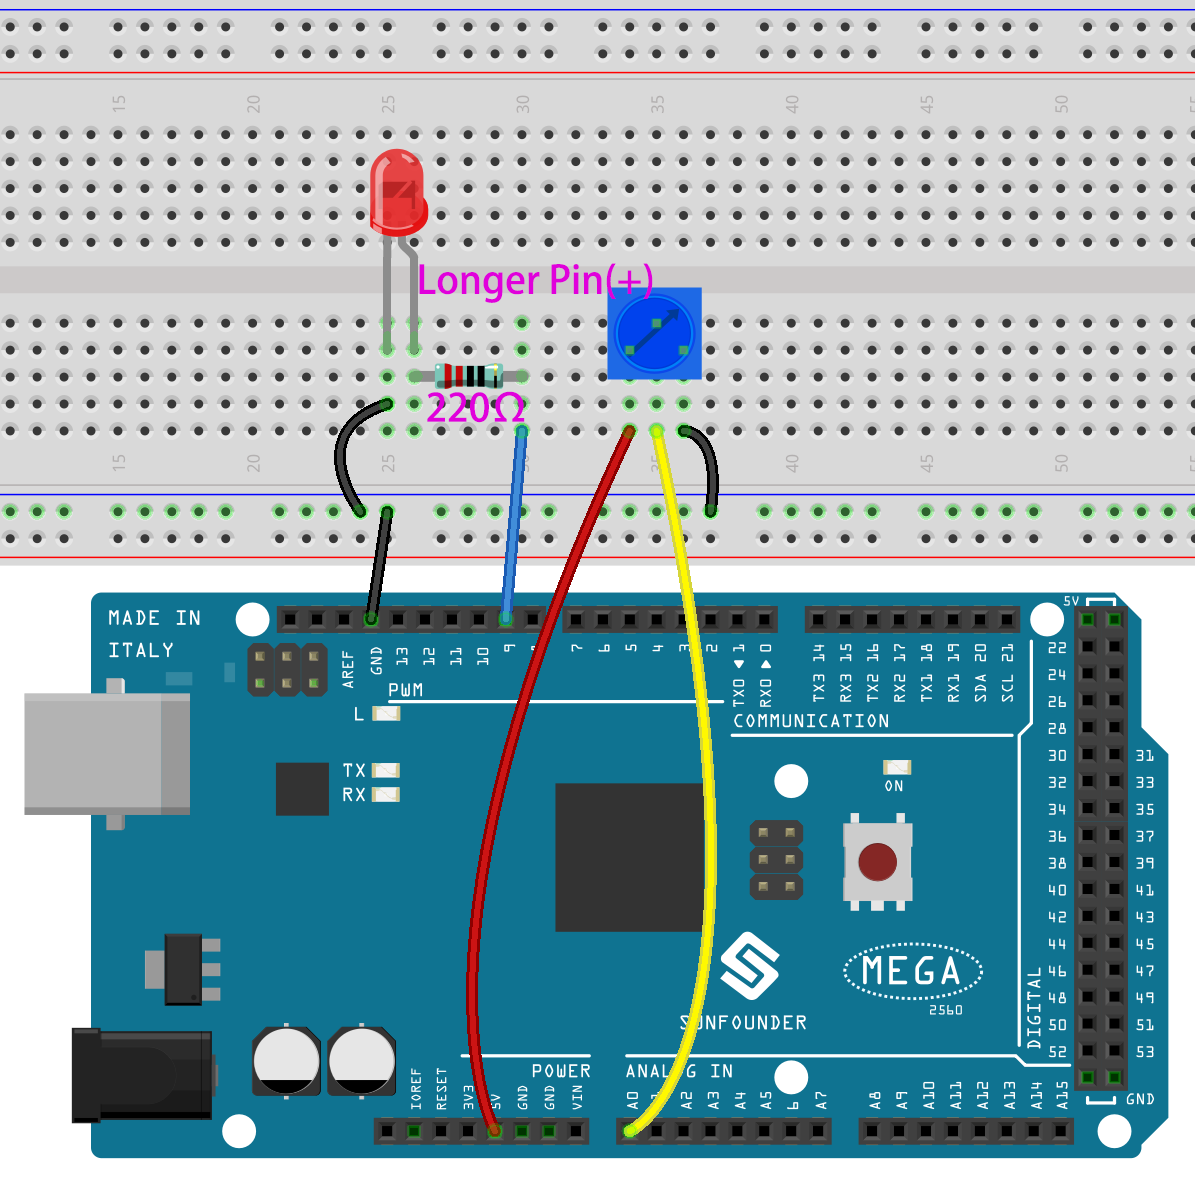 15 20 25 30 35 40 45 50
Longer Pin(+)
220Ω
15 20 25 35 40 45 50
MADE IN
ITALY
5V
AREF GND 13 12 11 10 9 7 6 5 4 3 2 TX0 1 RX0 0 TX3 14 RX3 15 TX2 16 RX2 17 TX1 18 RX1 19 SDA 20 SCL 21
PWM
COMMUNICATION
L
TX
RX
ON
22
24
26
28
30 31
32 33
34 35
36 37
38 39
40 41
42 43
44 45
46 47
48 49
50 51
52 53
DIGITAL
MEGA
2560
SUNFOUNDER
POWER
ANALOG IN
IOREF RESET 3V3 5V GND GND VIN A0 A2 A3 A4 A5 6 A7 A8 A9 A10 A11 A12 A13 A14 A15
GND